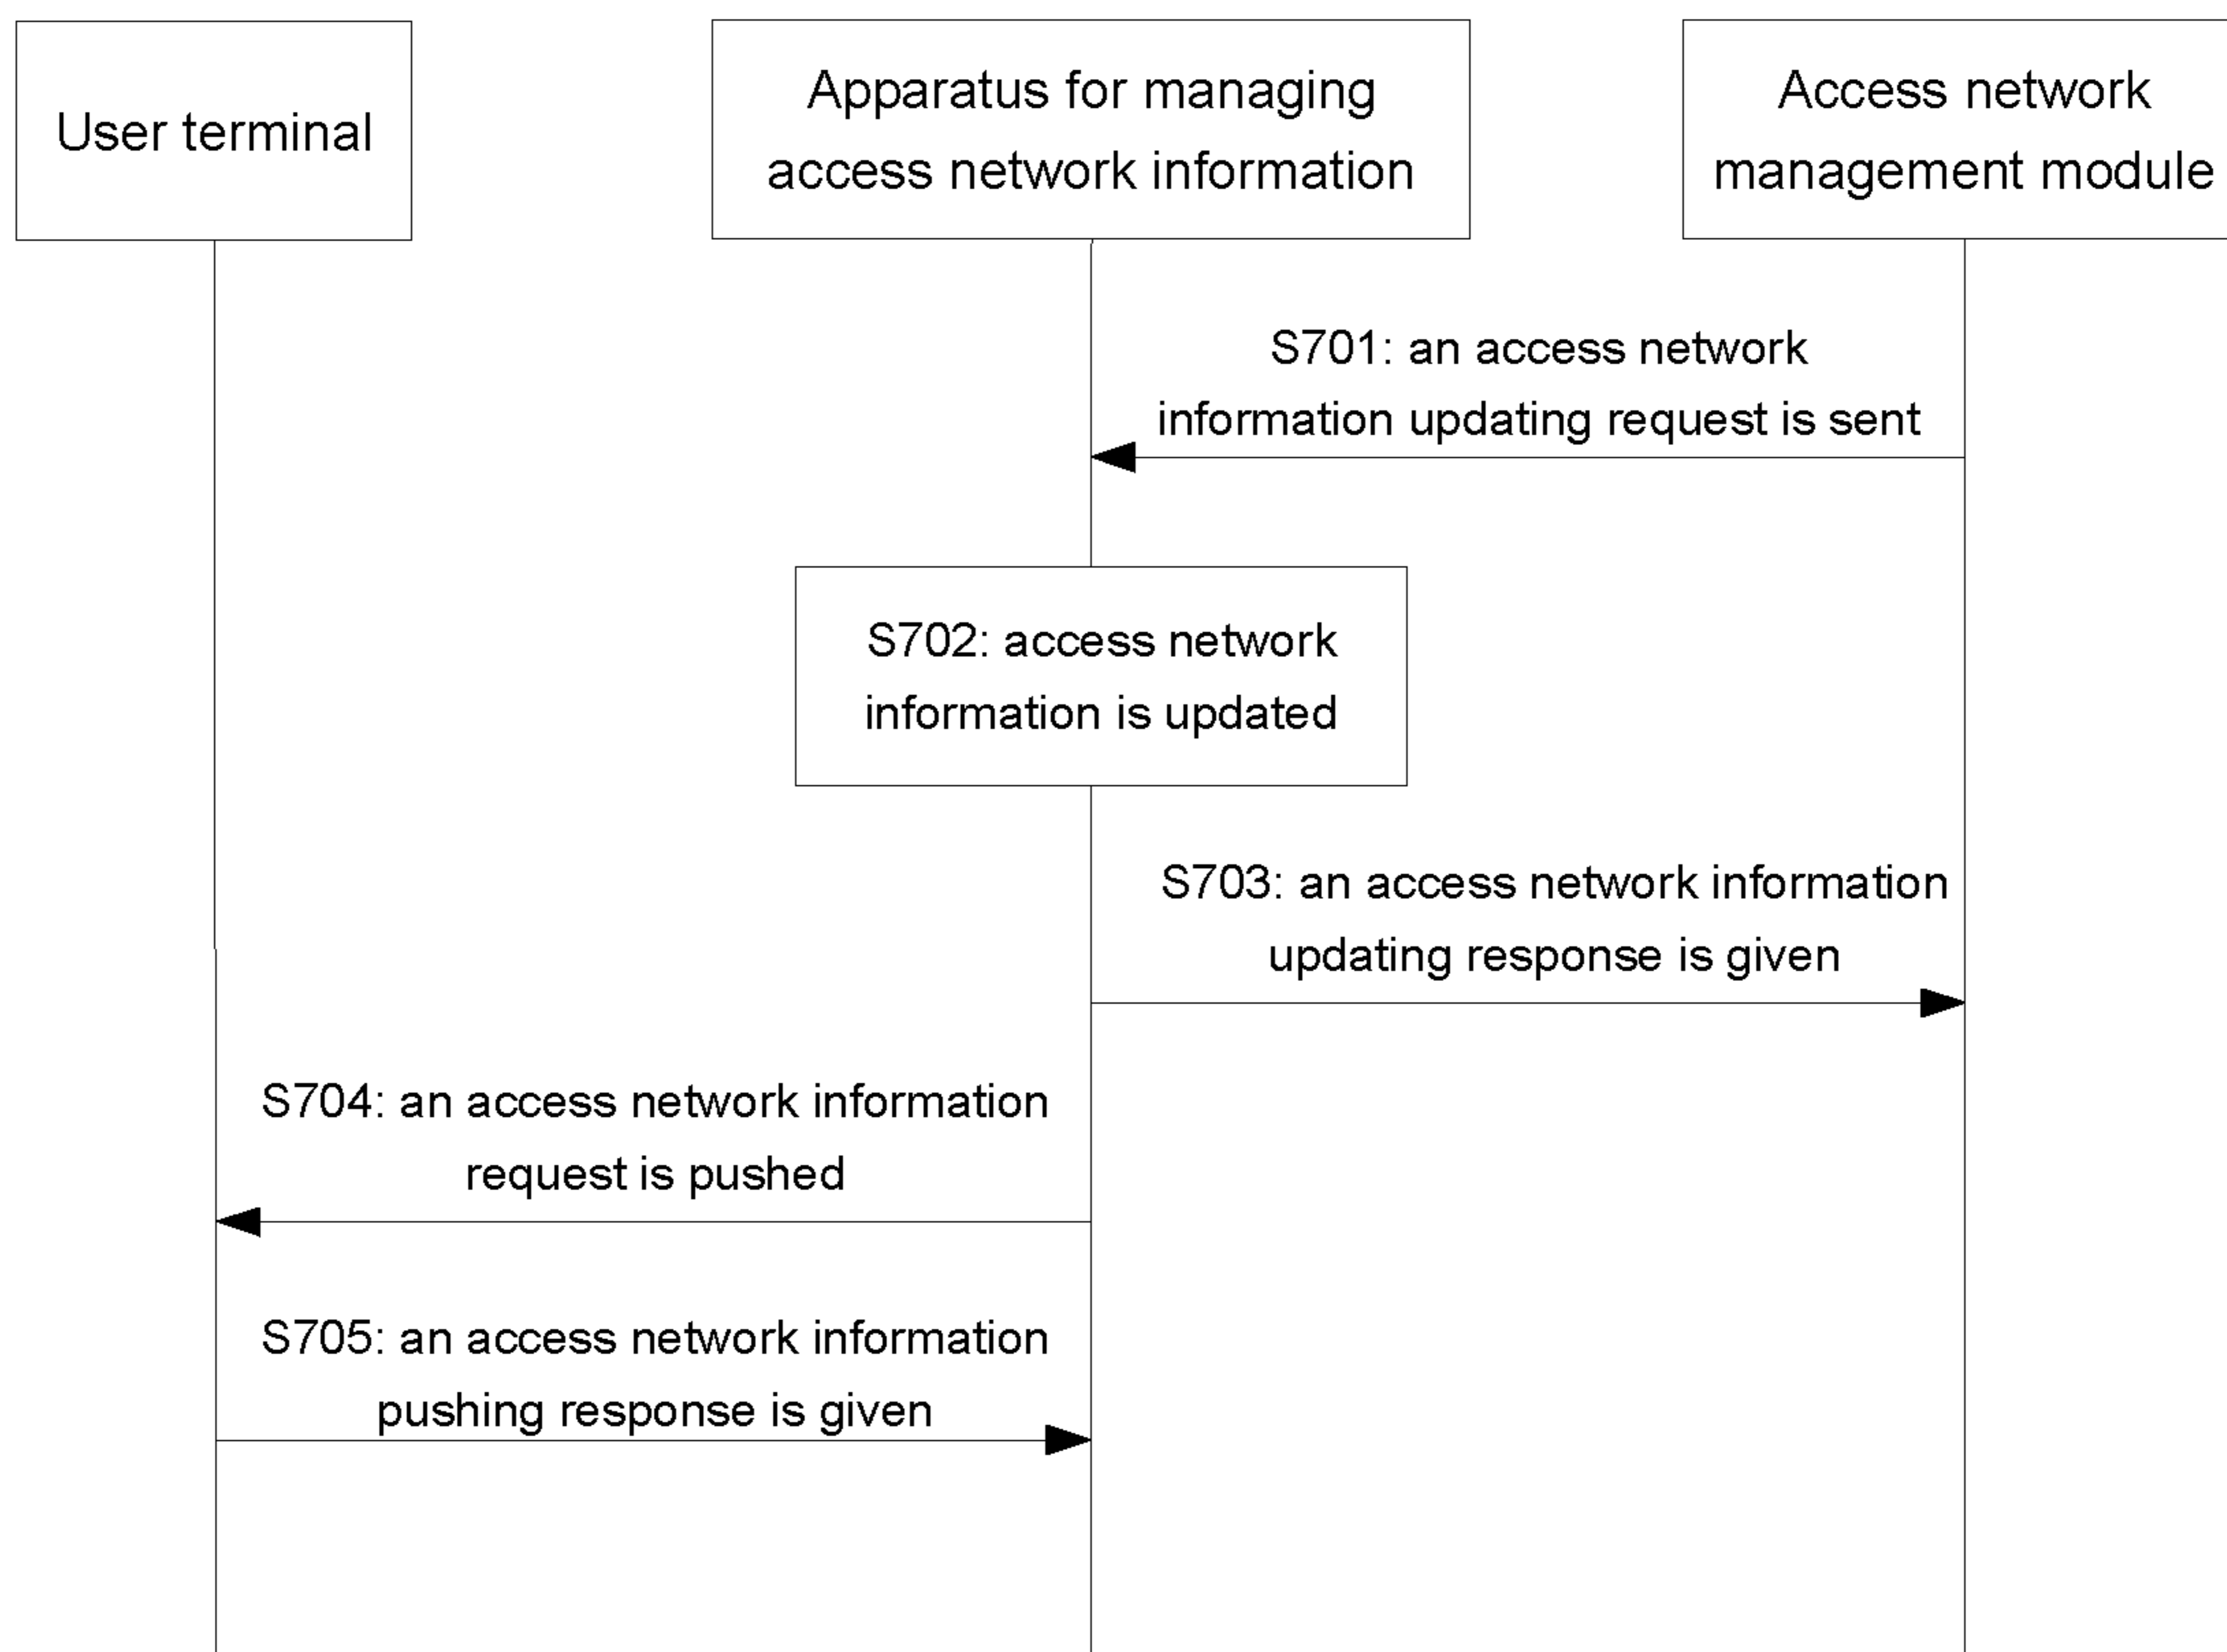 User terminal
Apparatus for managing
access network information
Access network
management module
S701: an access network
information updating request is sent
S702: access network
information is updated
S703: an access network information
updating response is given
S704: an access network information
request is pushed
S705: an access network information
pushing response is given